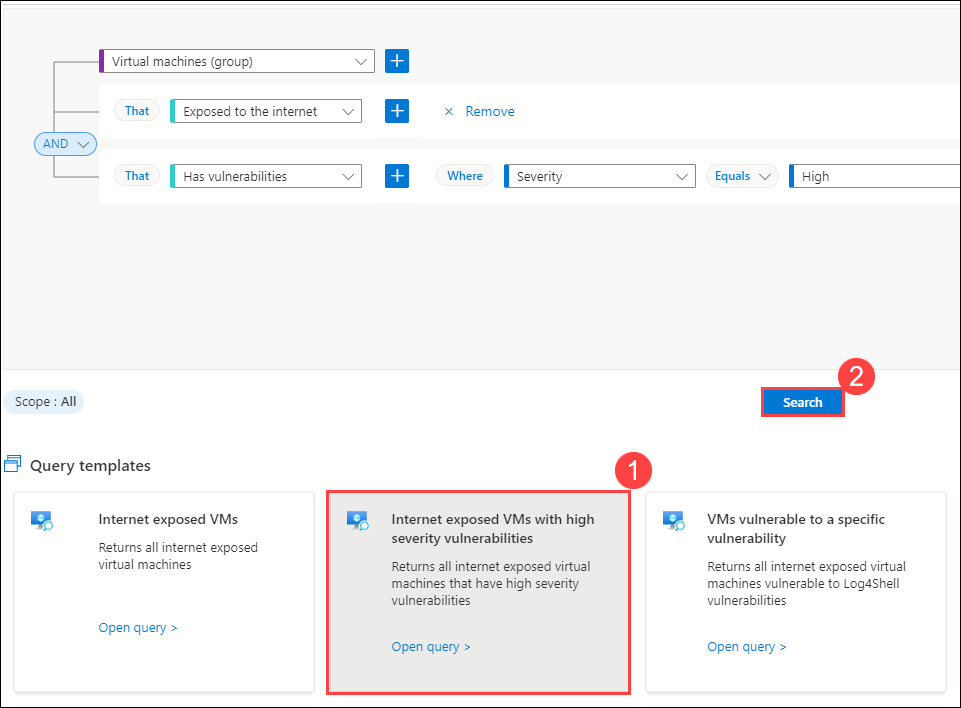 Virtual machines (group)
That Exposed to the internet Remove
AND
That Has vulnerabilities Where Severity Equals High
2
Scope : All Search
Query templates
1
Internet exposed VMs
Returns all internet exposed
virtual machines
Open query >
Internet exposed VMs with high
severity vulnerabilities
Returns all internet exposed virtual
machines that have high severity
vulnerabilities
Open query >
VMs vulnerable to a specific
vulnerability
Returns all internet exposed virtual
machines vulnerable to Log4Shell
vulnerabilities
Open query >